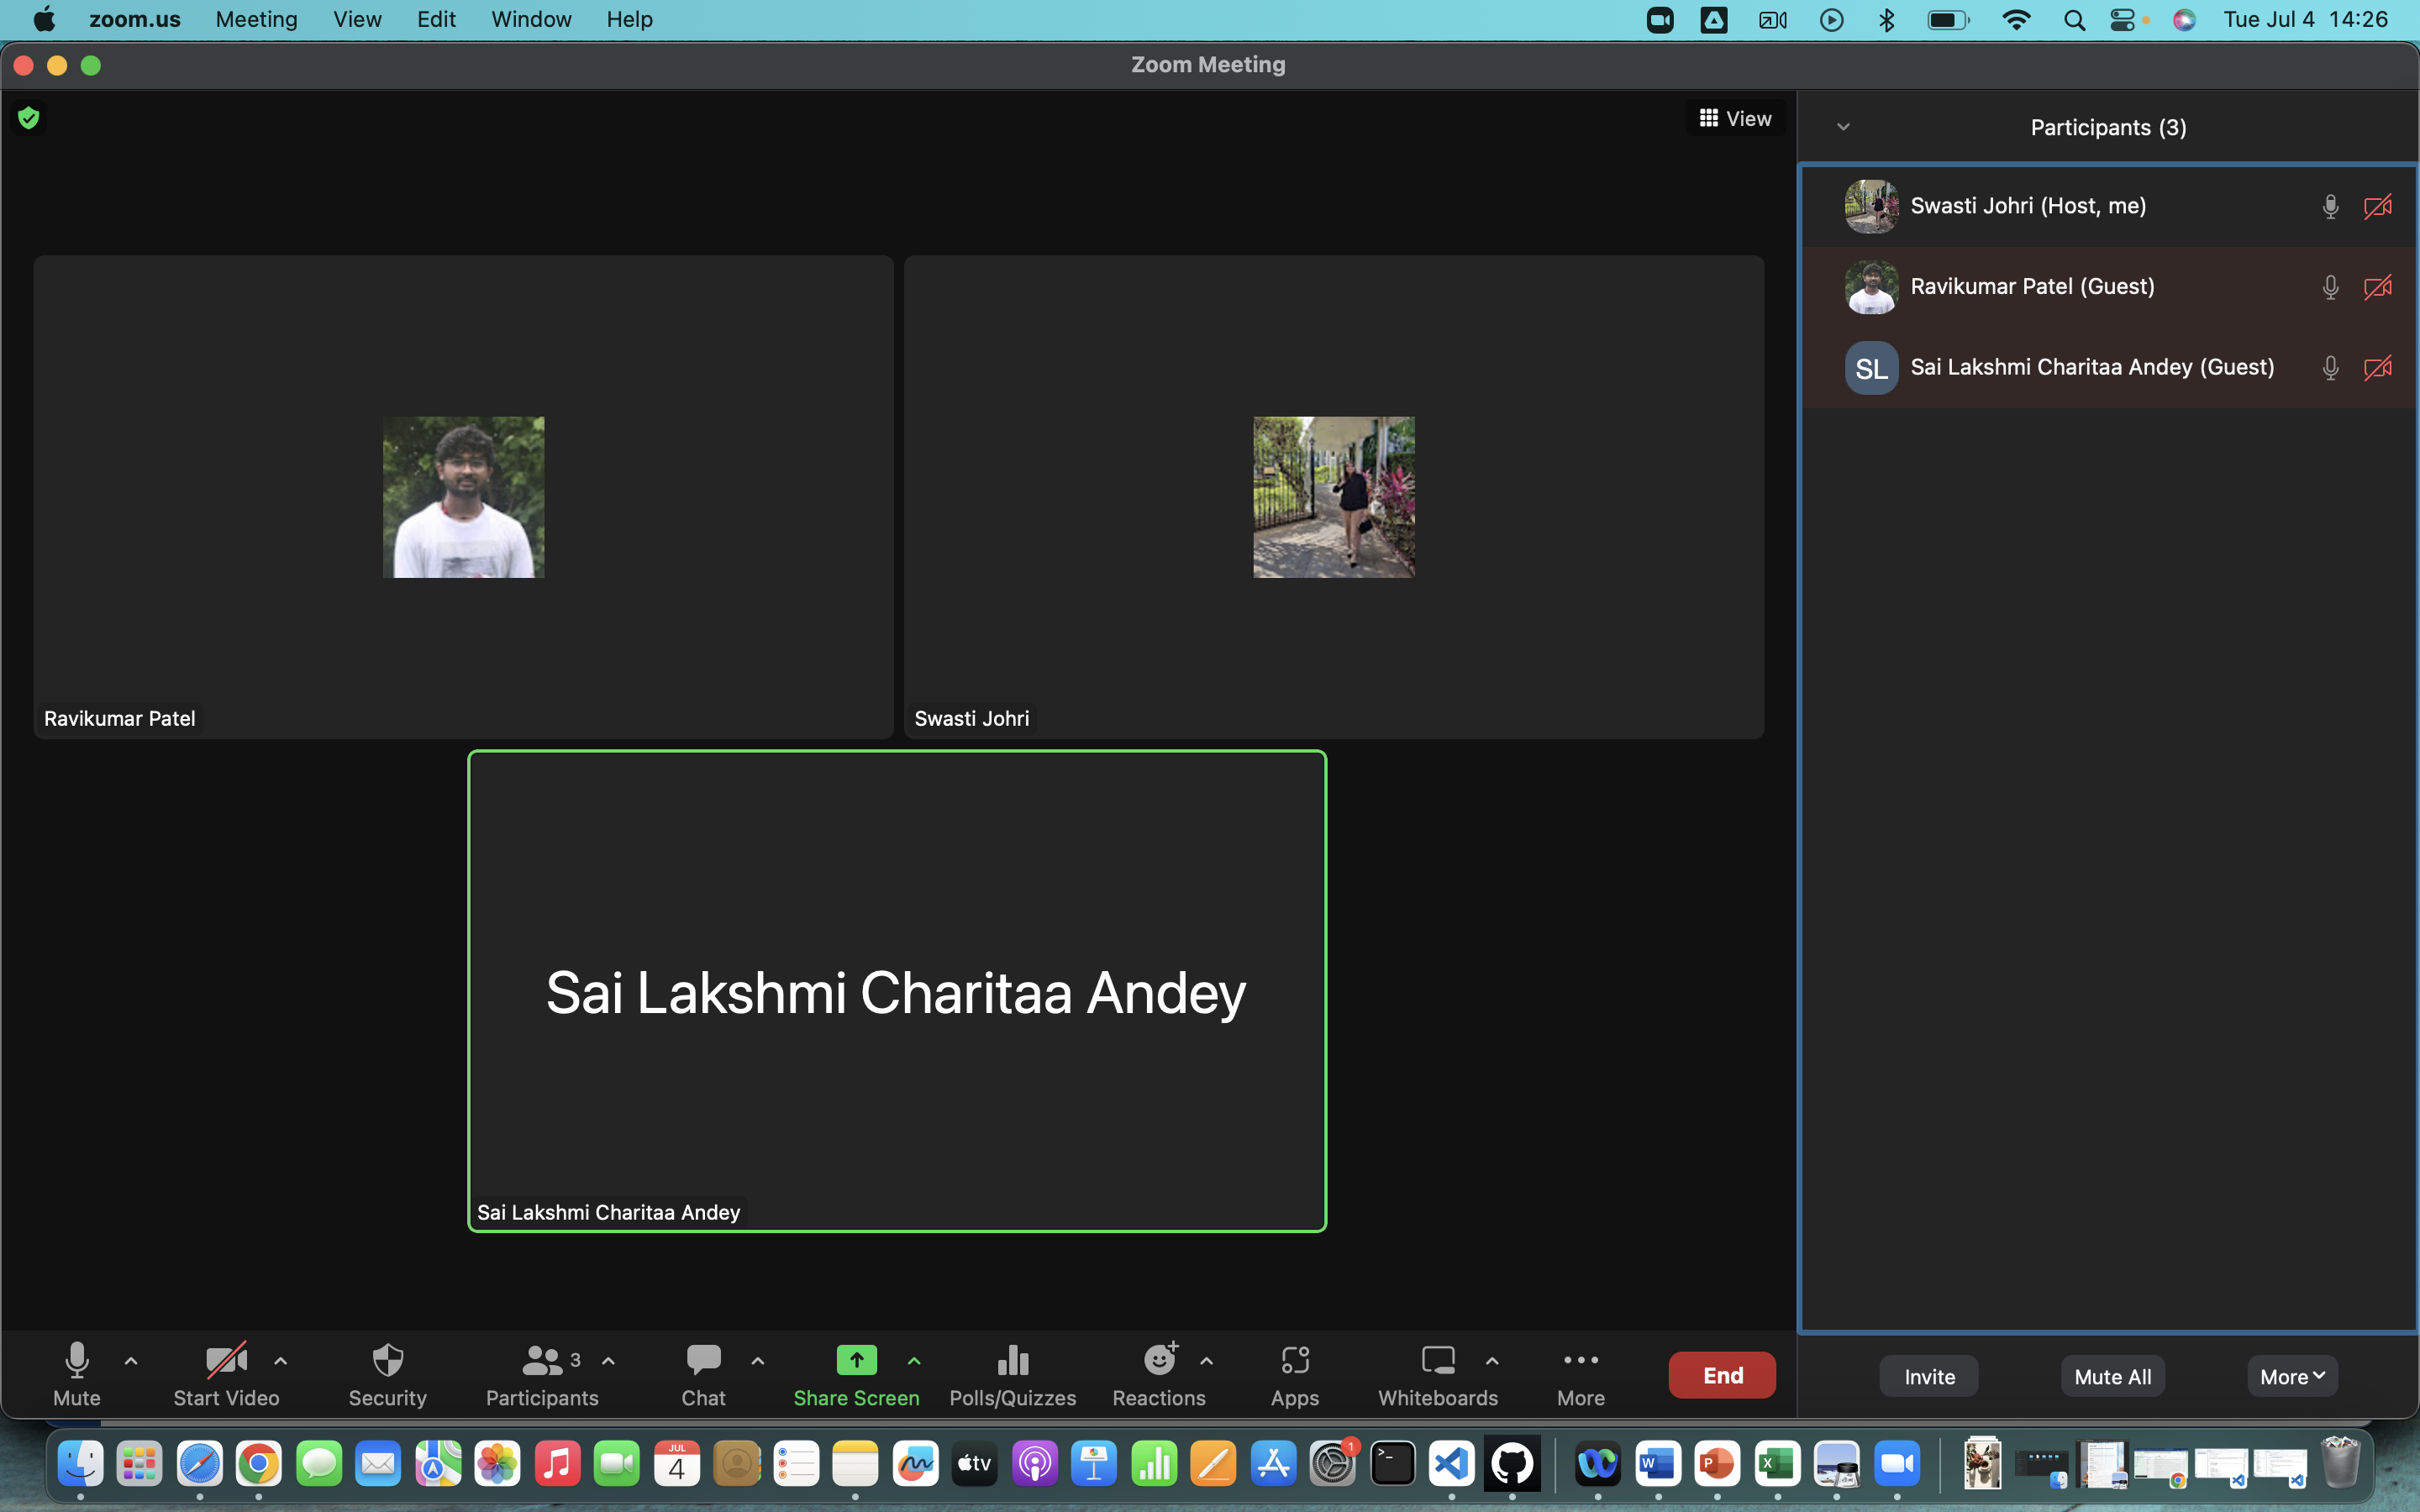 zoom.us Meeting View Edit Window Help Tue Jul 4 14:26
Zoom Meeting
View
Participants (3)
Swasti Johri (Host, me)
Ravikumar Patel (Guest)
SL Sai Lakshmi Charitaa Andey (Guest)
Ravikumar Patel
Swasti Johri
Sai Lakshmi Charitaa Andey
Sai Lakshmi Charitaa Andey
3
Mute Start Video Security Participants Chat Share Screen Polls/Quizzes Reactions Apps Whiteboards More End
Invite Mute All More
JUL
4
tv
1
W
P
X